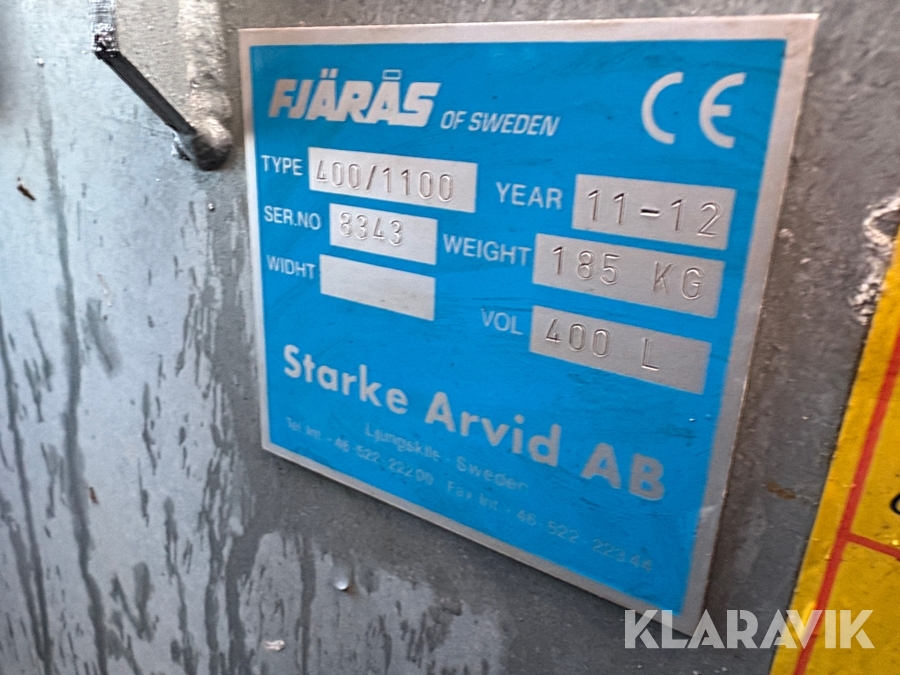 FJÄRÅS OF SWEDEN CE
TYPE 400/1100 YEAR 11-12
SER.NO 8343 WEIGHT 185 KG
WIDHT VOL 400 L
Starke Arvid AB
Ljungskile - Sweden
Tel. Int. - 46 - 522 - 222 00 Fax Int. - 46 - 522 223 44
KLARAVIK